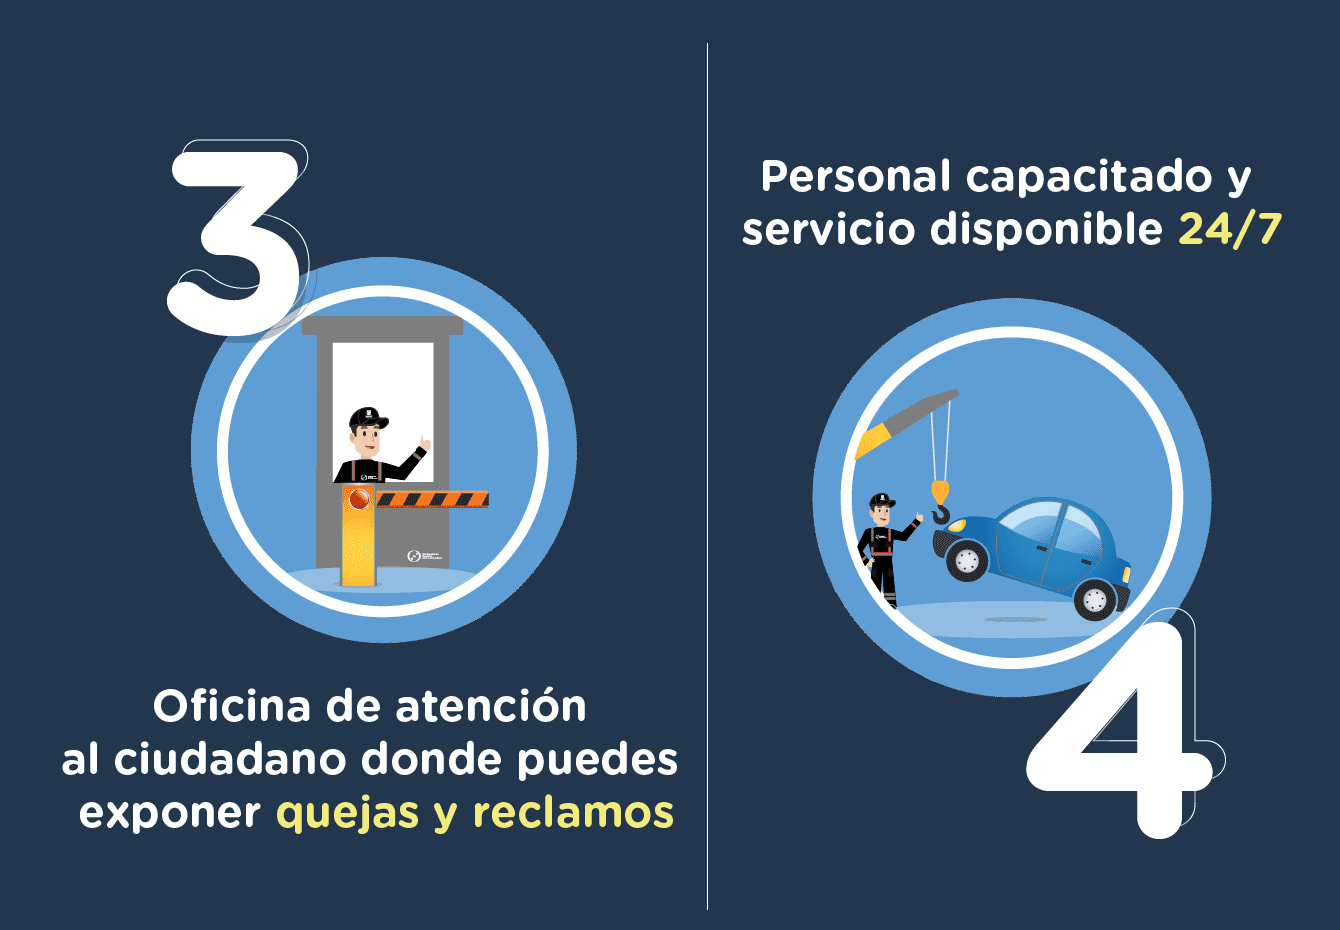 3
Oficina de atención
al ciudadano donde puedes
exponer quejas y reclamos
Personal capacitado y
servicio disponible 24/7
4